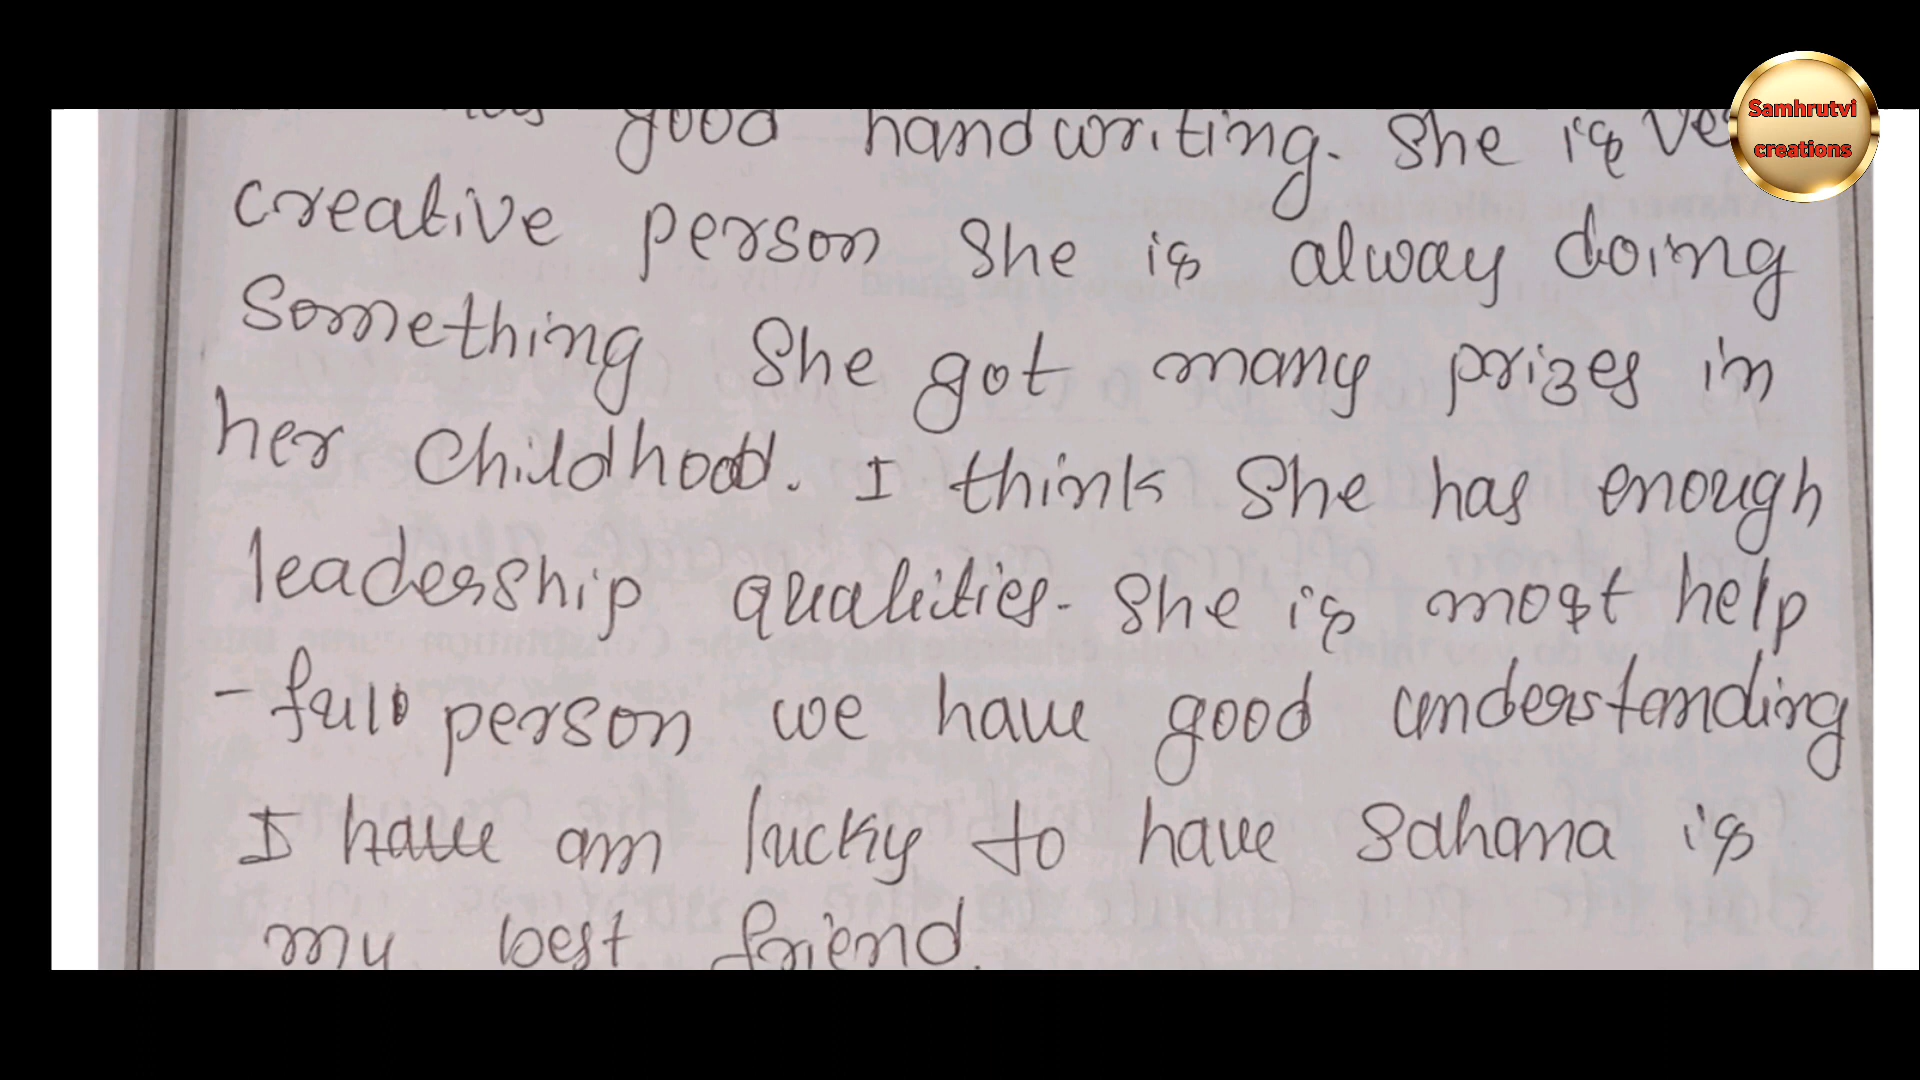 has good handwriting. She is
Samhrutvi
creations
creative person She is alway doing
Something She got many prizes in
her Childhood. I think She has enough
leadership qualities. She is most help
-full person we have good understanding
I have am lucky to have Sahana is
my best friend.